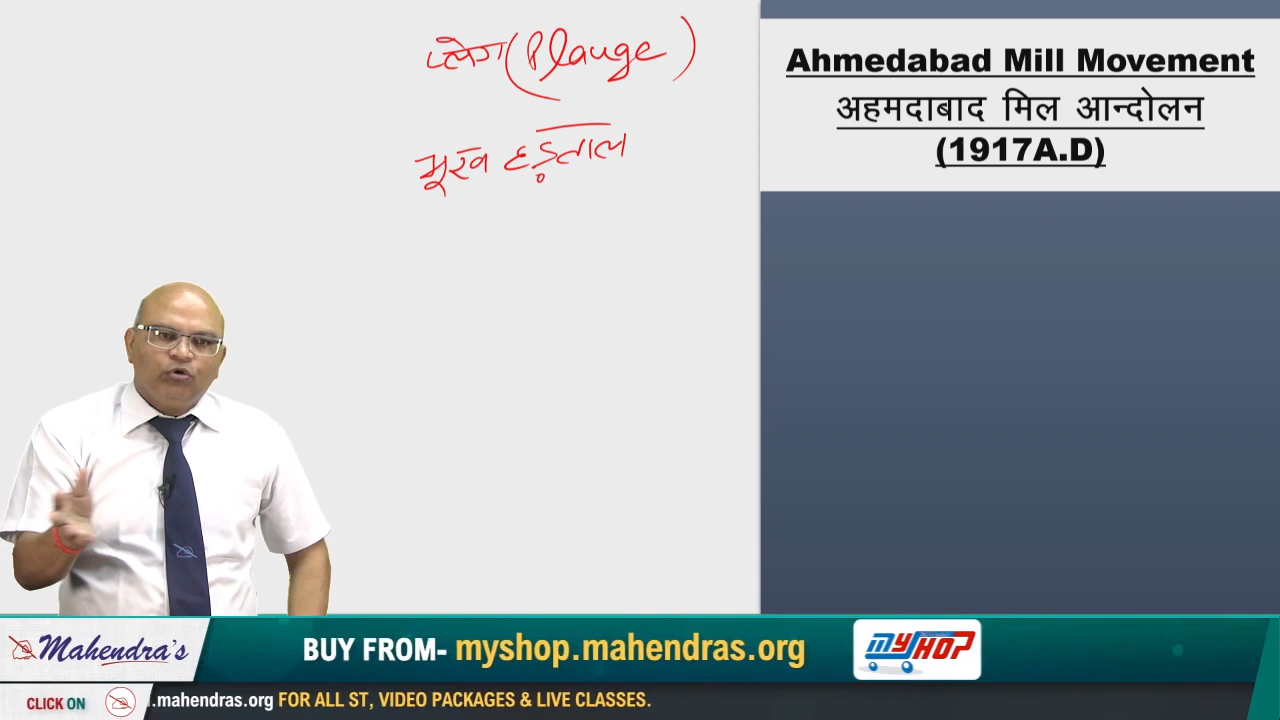 प्लेग (Plauge)
भूख हड़ताल
Ahmedabad Mill Movement
अहमदाबाद मिल आन्दोलन
(1917A.D)
Mahendra's
BUY FROM- myshop.mahendras.org
MYSHOP
CLICK ON
.mahendras.org FOR ALL ST, VIDEO PACKAGES & LIVE CLASSES.